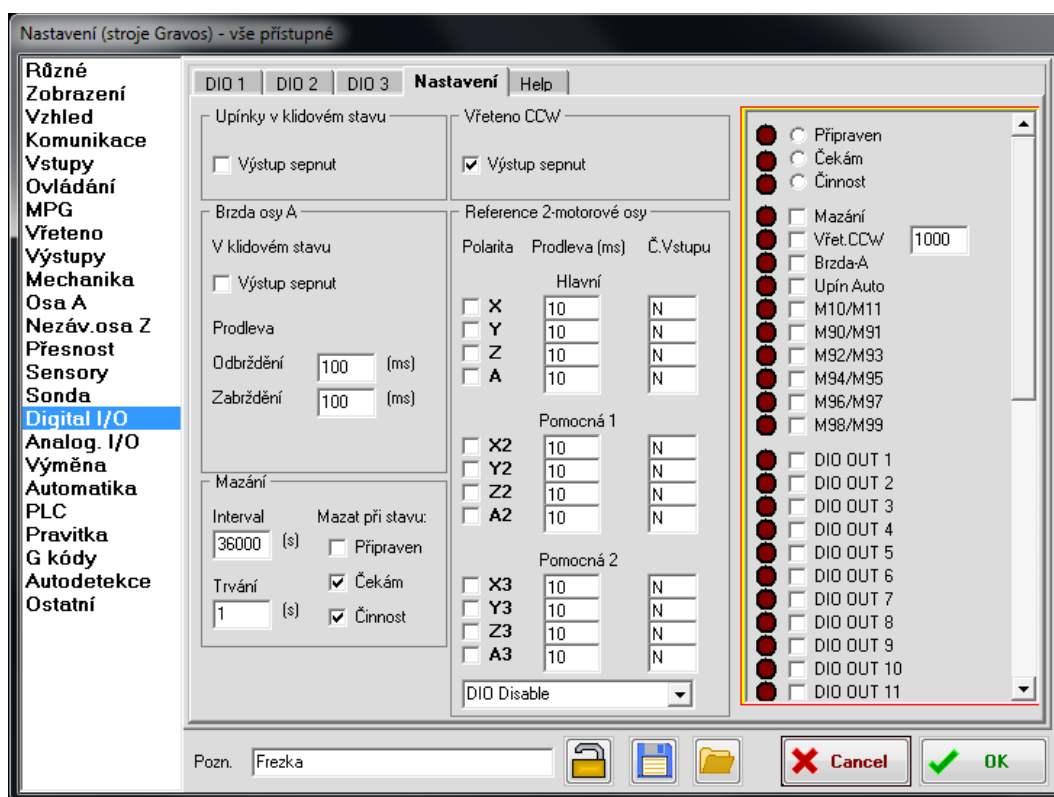 Nastavení (stroje Gravos) - vše přístupné
Různé
Zobrazení
Vzhled
Komunikace
Vstupy
Ovládání
MPG
Vřeteno
Výstupy
Mechanika
Osa A
Nezáv.osa Z
Přesnost
Sensory
Sonda
Digital I/O
Analog. I/O
Výměna
Automatika
PLC
Pravitka
G kódy
Autodetekce
Ostatní
DIO 1 DIO 2 DIO 3 Nastavení Help
Upínky v klidovém stavu
Výstup sepnut
Brzda osy A
V klidovém stavu
Výstup sepnut
Prodleva
Odbrždění 100 (ms)
Zabrždění 100 (ms)
Mazání
Interval Mazat při stavu:
36000 (s) Připraven
Trvání Čekám
1 (s) Činnost
Vřeteno CCW
Výstup sepnut
Reference 2-motorové osy
Polarita Prodleva (ms) Č.Vstupu
Hlavní
X 10 N
Y 10 N
Z 10 N
A 10 N
Pomocná 1
X2 10 N
Y2 10 N
Z2 10 N
A2 10 N
Pomocná 2
X3 10 N
Y3 10 N
Z3 10 N
A3 10 N
DIO Disable
Připraven
Čekám
Činnost
Mazání
Vřet.CCW 1000
Brzda-A
Upín Auto
M10/M11
M90/M91
M92/M93
M94/M95
M96/M97
M98/M99
DIO OUT 1
DIO OUT 2
DIO OUT 3
DIO OUT 4
DIO OUT 5
DIO OUT 6
DIO OUT 7
DIO OUT 8
DIO OUT 9
DIO OUT 10
DIO OUT 11
Pozn. Frezka
Cancel
OK